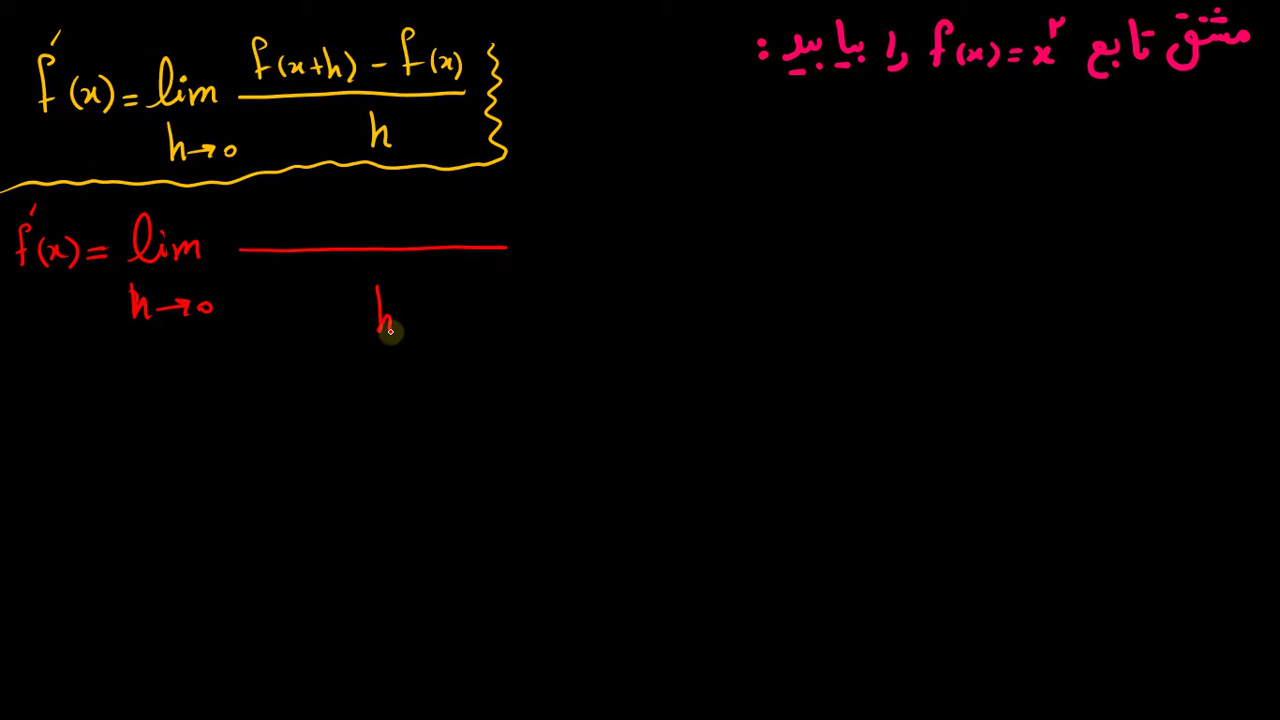 مشتق تابع f(x) = x² را بیابید :
f′(x) = lim h→0 (f(x+h) − f(x)) / h
f′(x) = lim h→0 ─── / h